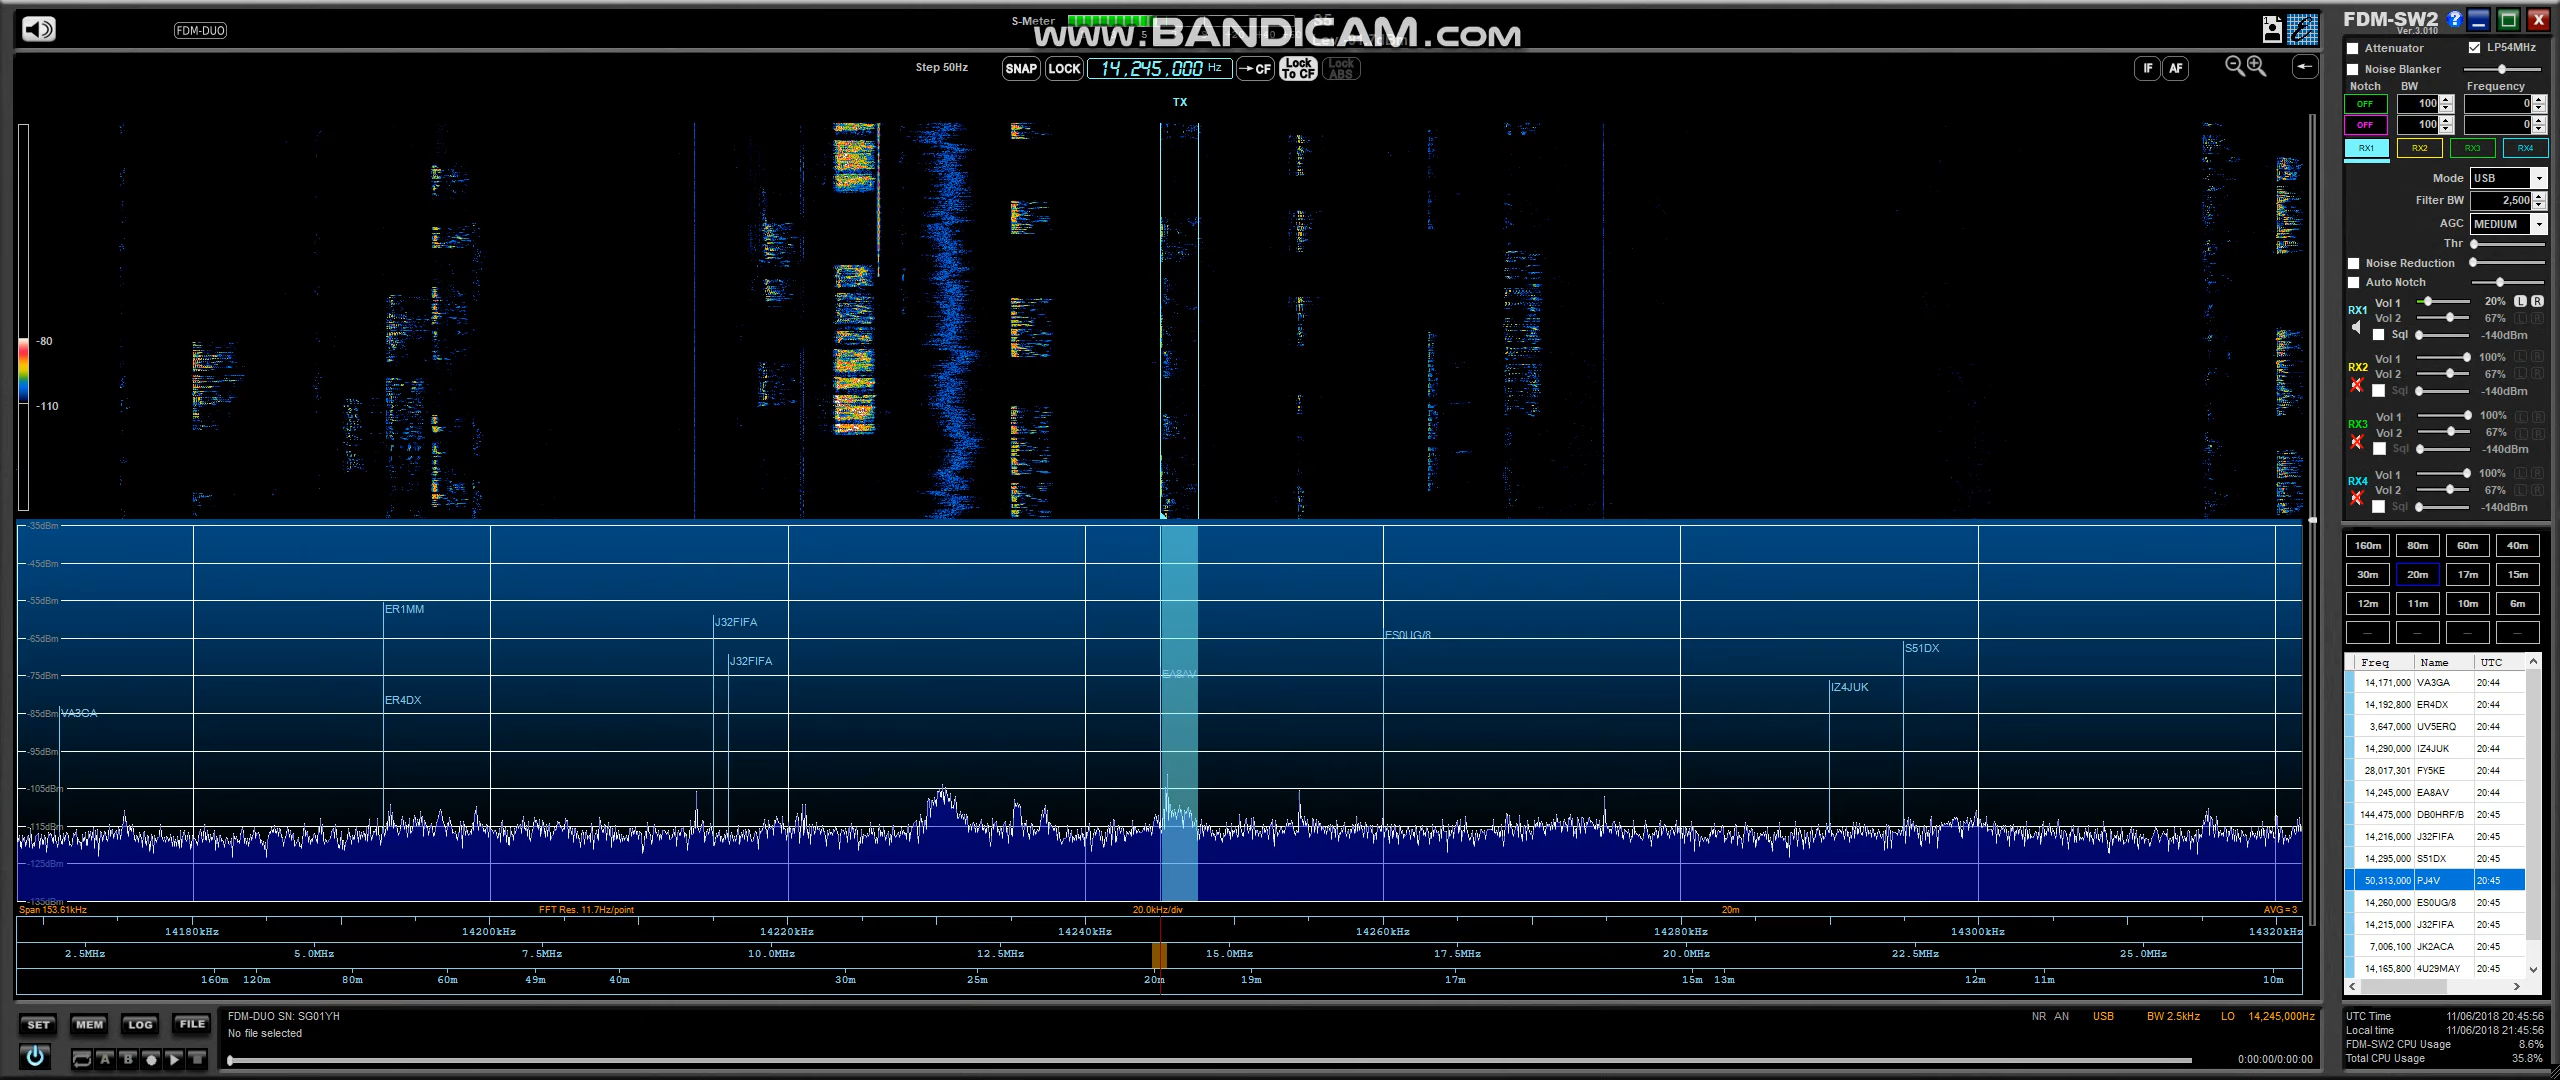 FDM-DUO
S-Meter
www.BANDICAM.com
FDM-SW2
Ver.3.010
Step 50Hz
SNAP LOCK 14,245,000 Hz →CF Lock To CF Lock ABS
IF AF
TX
-80
-110
Attenuator LP54MHz
Noise Blanker
Notch BW Frequency
OFF 100 0
OFF 100 0
RX1 RX2 RX3 RX4
Mode USB
Filter BW 2,500
AGC MEDIUM
Thr
Noise Reduction
Auto Notch
RX1 Vol 1 20% L R
Vol 2 67% L R
Sql -140dBm
RX2 Vol 1 100% L R
Vol 2 67% L R
Sql -140dBm
RX3 Vol 1 100% L R
Vol 2 67% L R
Sql -140dBm
RX4 Vol 1 100% L R
Vol 2 67% L R
Sql -140dBm
160m 80m 60m 40m
30m 20m 17m 15m
12m 11m 10m 6m
-35dBm
-45dBm
-55dBm
-65dBm
-75dBm
-85dBm
-95dBm
-105dBm
-115dBm
-125dBm
-135dBm
ER1MM
J32FIFA
ES0UG/8
S51DX
J32FIFA
EA8AV
IZ4JUK
ER4DX
VA3GA
Span 153.61kHz FFT Res. 11.7Hz/point 20.0kHz/div 20m AVG=3
14180kHz 14200kHz 14220kHz 14240kHz 14260kHz 14280kHz 14300kHz 14320kHz
2.5MHz 5.0MHz 7.5MHz 10.0MHz 12.5MHz 15.0MHz 17.5MHz 20.0MHz 22.5MHz 25.0MHz
160m 120m 80m 60m 49m 40m 30m 25m 20m 19m 17m 15m 13m 12m 11m 10m
Freq Name UTC
14,171,000 VA3GA 20:44
14,192,800 ER4DX 20:44
3,647,000 UV5ERQ 20:44
14,290,000 IZ4JUK 20:44
28,017,301 FY5KE 20:44
14,245,000 EA8AV 20:44
144,475,000 DB0HRF/B 20:45
14,216,000 J32FIFA 20:45
14,295,000 S51DX 20:45
50,313,000 PJ4V 20:45
14,260,000 ES0UG/8 20:45
14,215,000 J32FIFA 20:45
7,006,100 JK2ACA 20:45
14,165,800 4U29MAY 20:45
SET MEM LOG FILE
A B
FDM-DUO SN: SG01YH
No file selected
NR AN USB BW 2.5kHz LO 14,245,000Hz
0:00:00/0:00:00
UTC Time 11/06/2018 20:45:56
Local time 11/06/2018 21:45:56
FDM-SW2 CPU Usage 8.6%
Total CPU Usage 35.8%